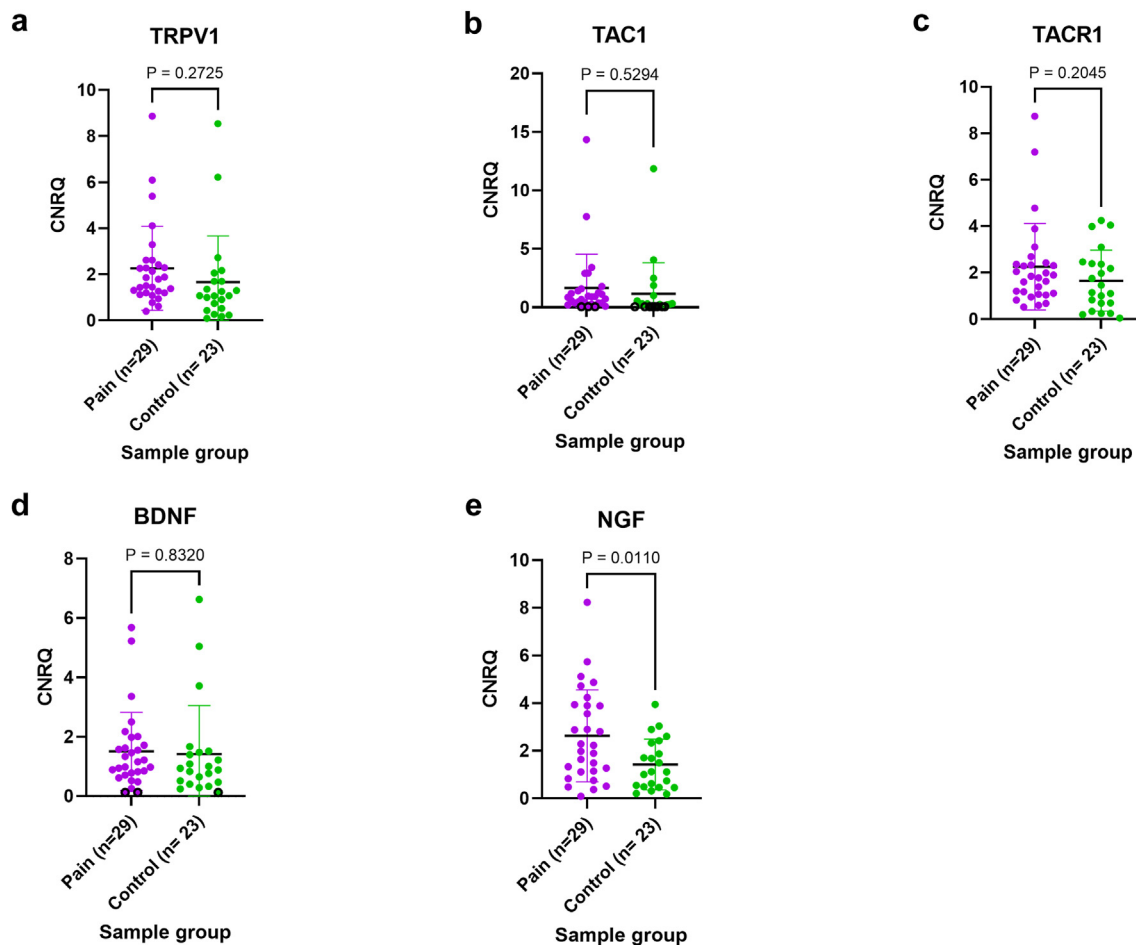 a
TRPV1
P = 0.2725
10
8
6
4
2
0
CNRQ
Pain (n=29)
Control (n= 23)
Sample group
b
TAC1
P = 0.5294
20
15
10
5
0
CNRQ
Pain (n=29)
Control (n= 23)
Sample group
c
TACR1
P = 0.2045
10
8
6
4
2
0
CNRQ
Pain (n=29)
Control (n= 23)
Sample group
d
BDNF
P = 0.8320
8
6
4
2
0
CNRQ
Pain (n=29)
Control (n= 23)
Sample group
e
NGF
P = 0.0110
10
8
6
4
2
0
CNRQ
Pain (n=29)
Control (n= 23)
Sample group